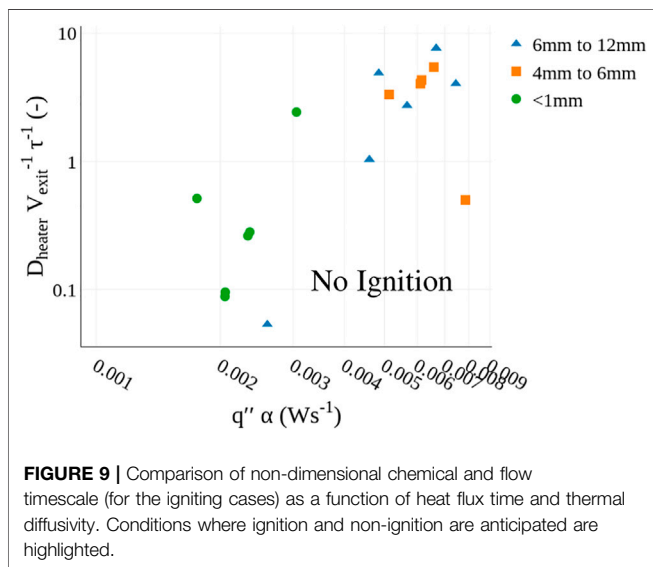 10
1
0.1
D_heater V_exit^-1 τ^-1 (-)
No Ignition
0.001
0.002
0.003
0.004
0.005
0.006
0.007
0.008
0.009
q″ α (Ws^-1)
6mm to 12mm
4mm to 6mm
<1mm
FIGURE 9 | Comparison of non-dimensional chemical and flow
timescale (for the igniting cases) as a function of heat flux time and thermal
diffusivity. Conditions where ignition and non-ignition are anticipated are
highlighted.